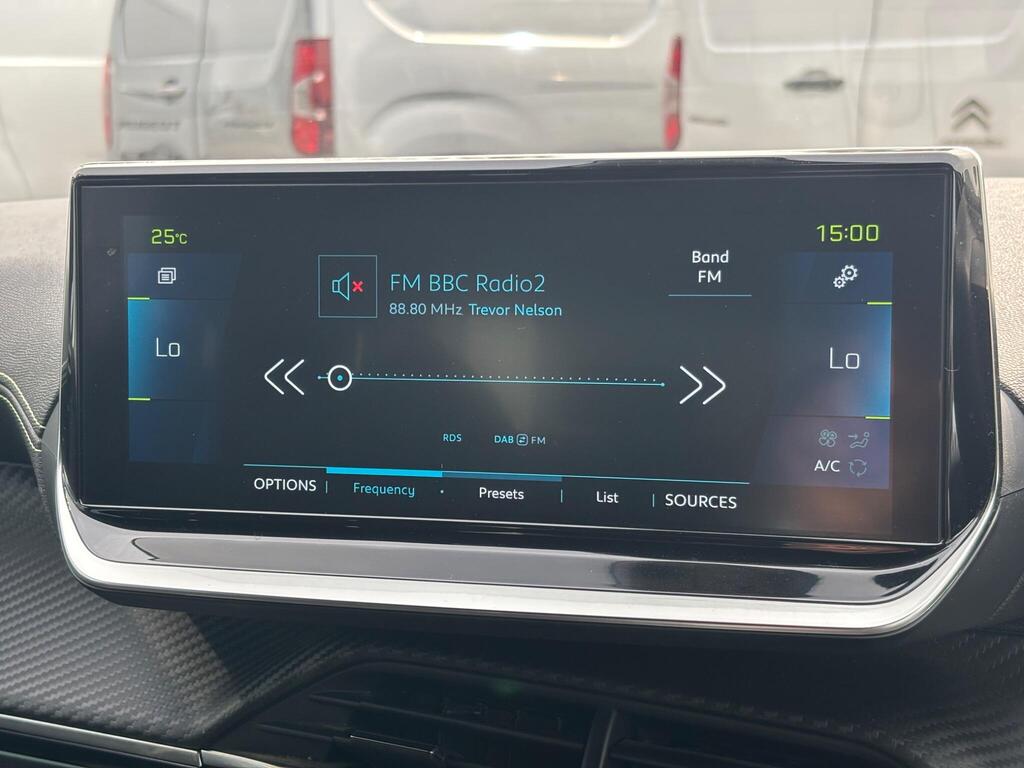 25°C
15:00
FM BBC Radio2
88.80 MHz Trevor Nelson
Band
FM
Lo
Lo
RDS
DAB FM
A/C
OPTIONS
Frequency
Presets
List
SOURCES